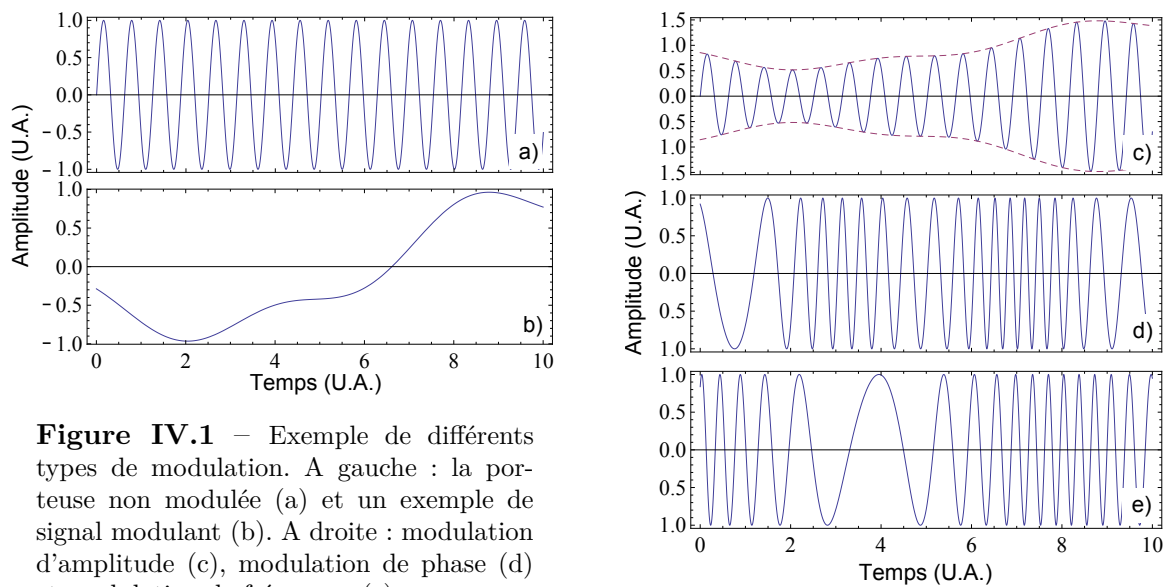 Amplitude (U.A.)
1.0
0.5
0.0
-0.5
-1.0
a)
1.0
0.5
0.0
-0.5
-1.0
b)
0 2 4 6 8 10
Temps (U.A.)
Figure IV.1 – Exemple de différents
types de modulation. A gauche : la por-
teuse non modulée (a) et un exemple de
signal modulant (b). A droite : modulation
d'amplitude (c), modulation de phase (d)
Amplitude (U.A.)
1.5
1.0
0.5
0.0
0.5
1.0
1.5
c)
1.0
0.5
0.0
0.5
1.0
d)
1.0
0.5
0.0
0.5
1.0
e)
0 2 4 6 8 10
Temps (U.A.)